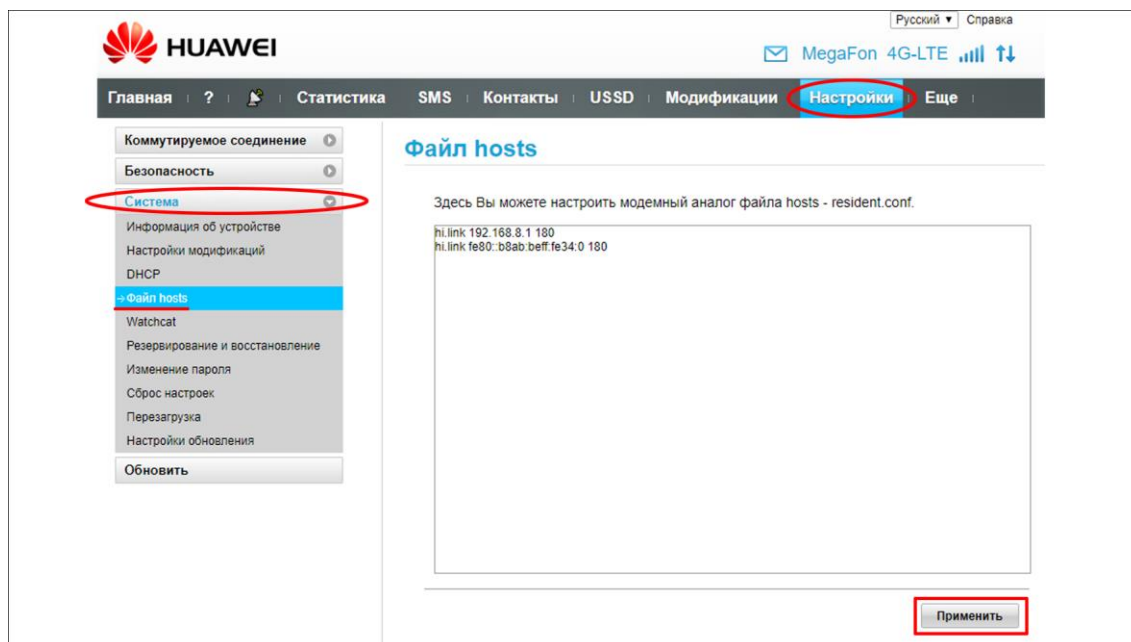 Русский Справка
HUAWEI
MegaFon 4G-LTE
Главная ? Статистика SMS Контакты USSD Модификации Настройки Еще
Коммутируемое соединение
Безопасность
Система
Информация об устройстве
Настройки модификаций
DHCP
Файл hosts
Watchcat
Резервирование и восстановление
Изменение пароля
Сброс настроек
Перезагрузка
Настройки обновления
Обновить
Файл hosts
Здесь Вы можете настроить модемный аналог файла hosts - resident.conf.
hi.link 192.168.8.1 180
hi.link fe80::b8ab:beff:fe34:0 180
Применить